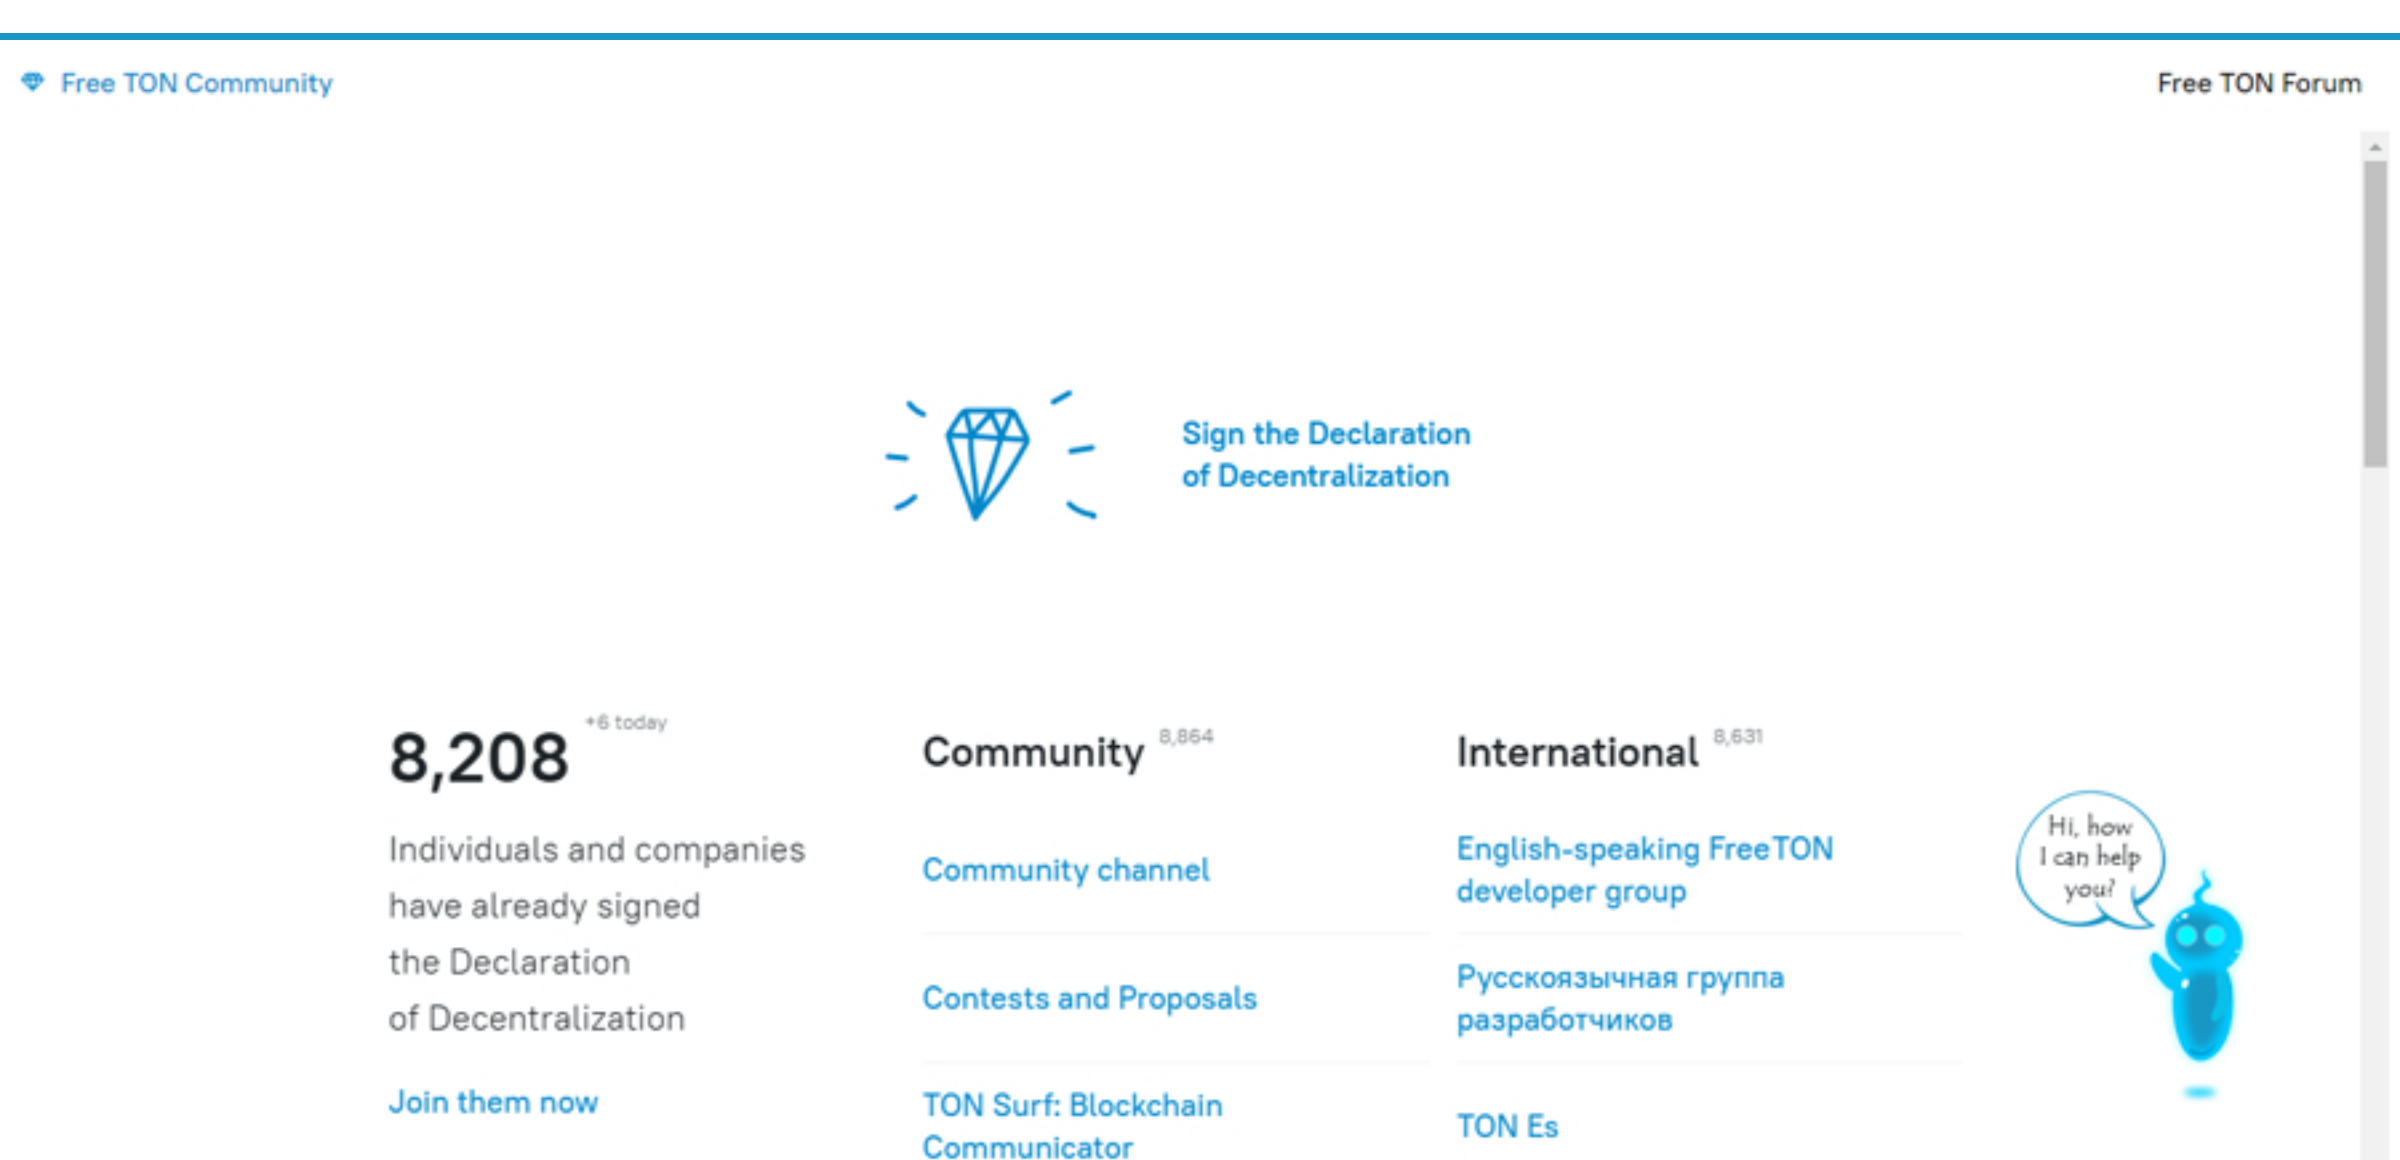 Free TON Community
Free TON Forum
Sign the Declaration
of Decentralization
8,208
+6 today
Individuals and companies
have already signed
the Declaration
of Decentralization
Join them now
Community
8,864
Community channel
Contests and Proposals
TON Surf: Blockchain
Communicator
International
8,631
English-speaking FreeTON
developer group
Русскоязычная группа
разработчиков
TON Es
Hi, how
I can help
you?